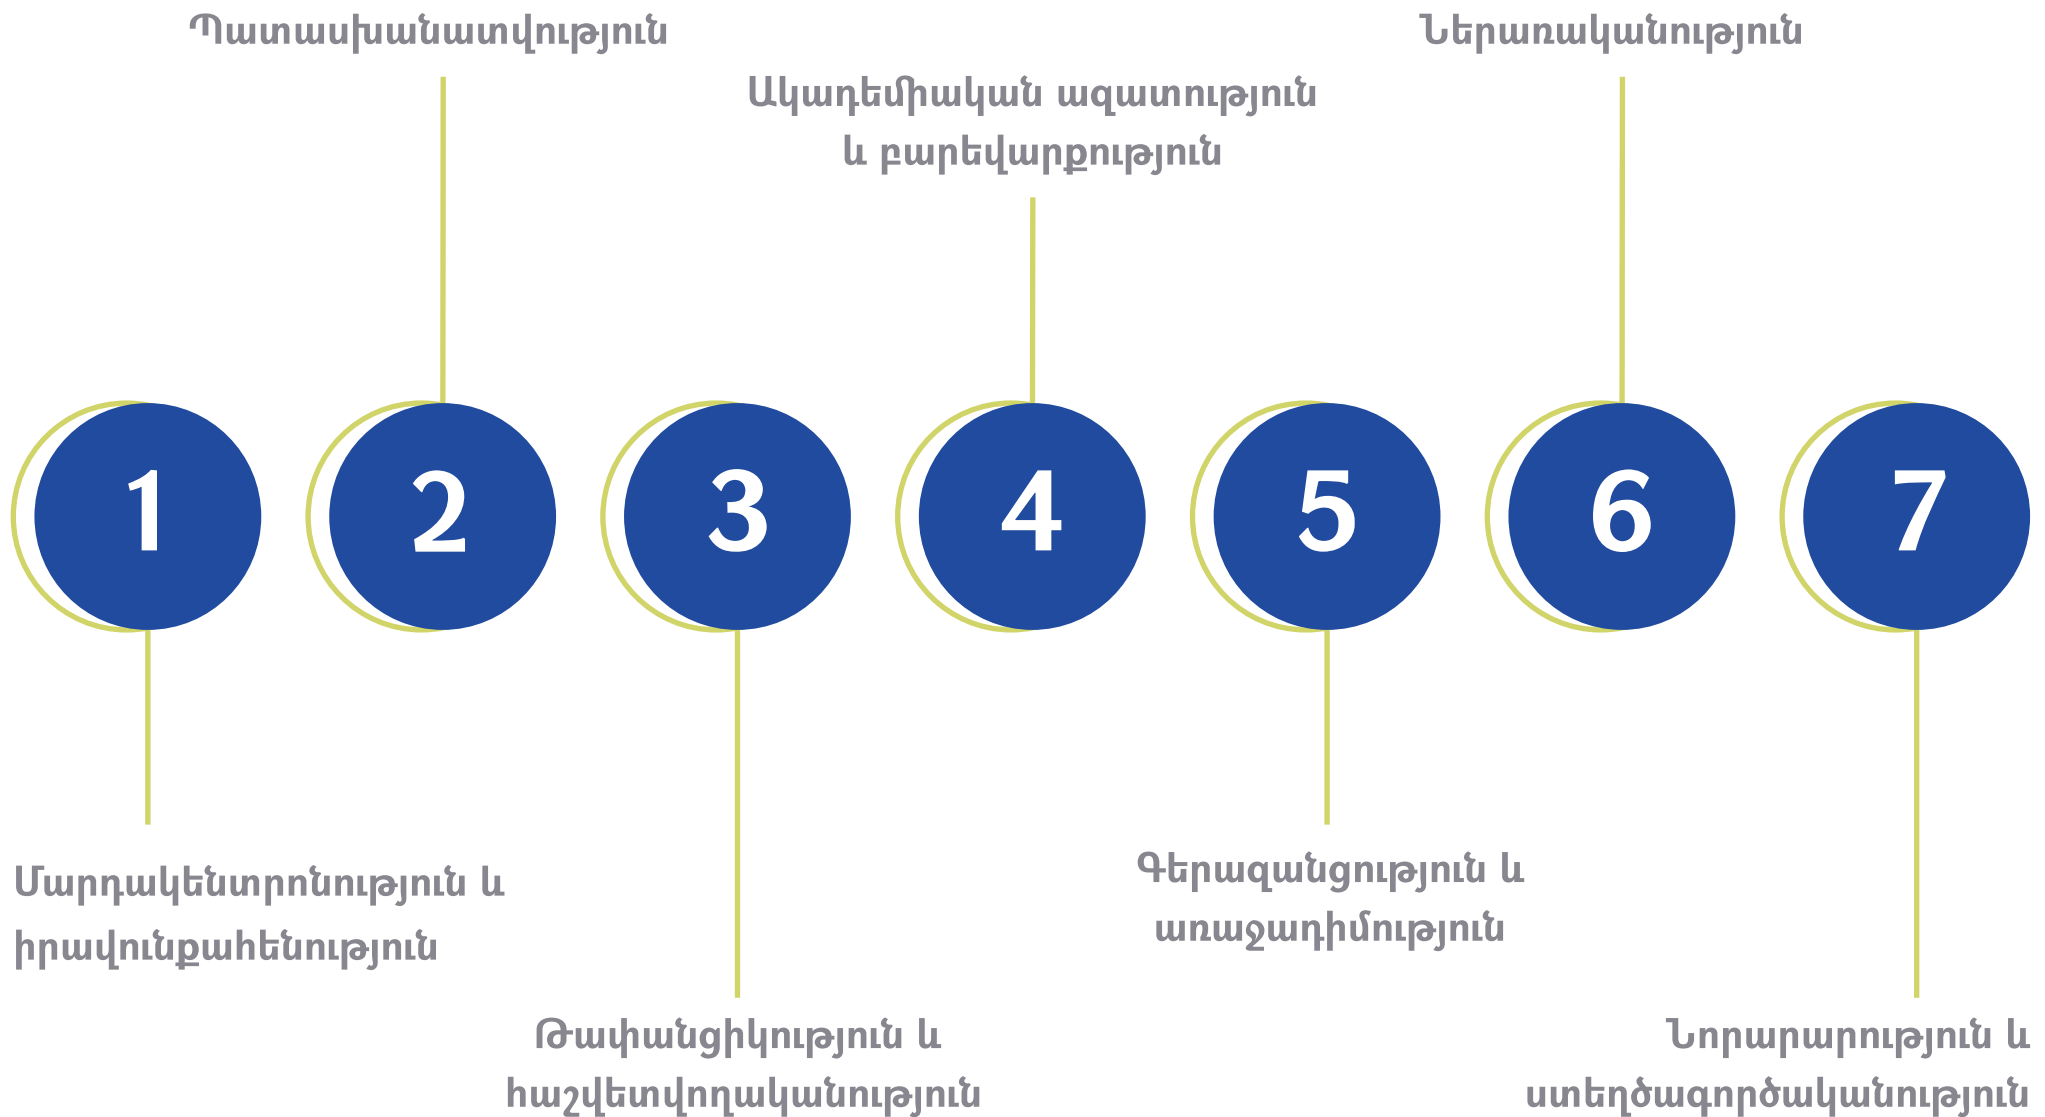 Պատասխանատվություն
Ներառականություն
Ակադեմիական ազատություն
և բարեվարքություն
1
2
3
4
5
6
7
Մարդակենտրոնություն և
իրավունքահենություն
Գերազանցություն և
առաջադիմություն
Թափանցիկություն և
հաշվետվողականություն
Նորարարություն և
ստեղծագործականություն